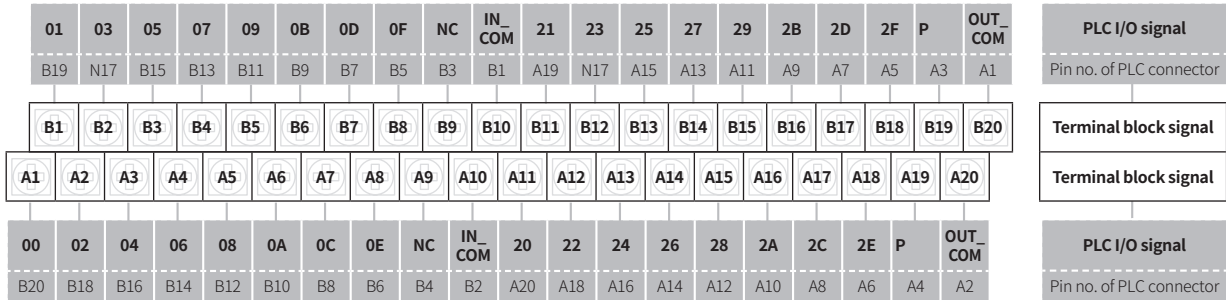 01 03 05 07 09 0B 0D 0F NC IN_ COM 21 23 25 27 29 2B 2D 2F P OUT_ COM PLC I/O signal
B19 N17 B15 B13 B11 B9 B7 B5 B3 B1 A19 N17 A15 A13 A11 A9 A7 A5 A3 A1 Pin no. of PLC connector
B1 B2 B3 B4 B5 B6 B7 B8 B9 B10 B11 B12 B13 B14 B15 B16 B17 B18 B19 B20 Terminal block signal
A1 A2 A3 A4 A5 A6 A7 A8 A9 A10 A11 A12 A13 A14 A15 A16 A17 A18 A19 A20 Terminal block signal
00 02 04 06 08 0A 0C 0E NC IN_ COM 20 22 24 26 28 2A 2C 2E P OUT_ COM PLC I/O signal
B20 B18 B16 B14 B12 B10 B8 B6 B4 B2 A20 A18 A16 A14 A12 A10 A8 A6 A4 A2 Pin no. of PLC connector